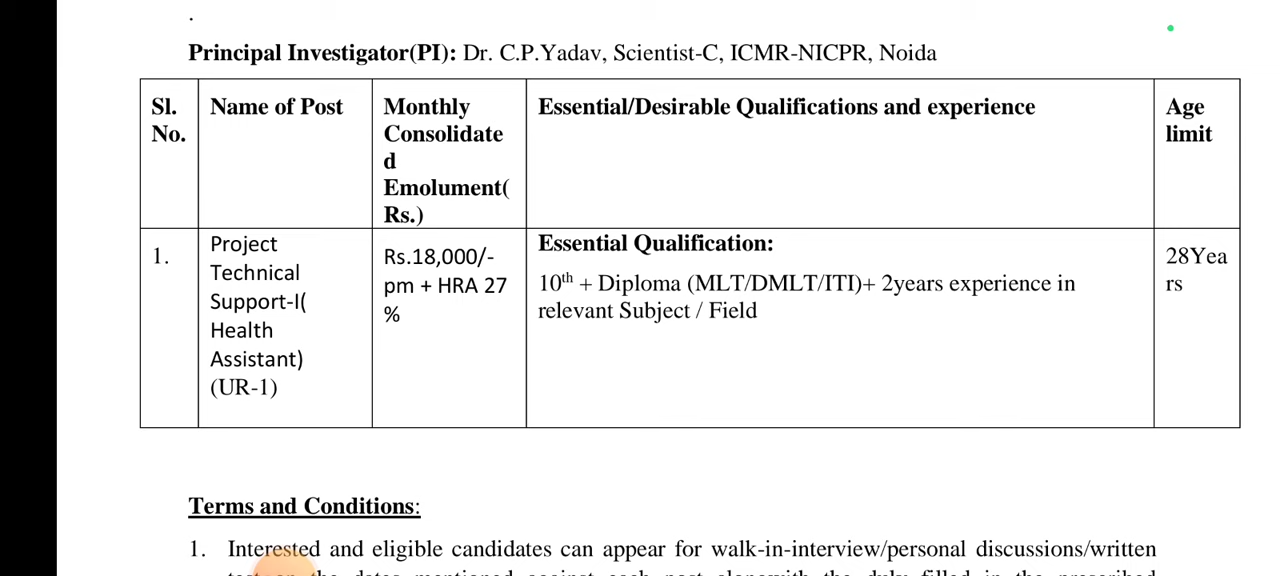 Principal Investigator(PI): Dr. C.P.Yadav, Scientist-C, ICMR-NICPR, Noida
Sl.
No.
Name of Post
Monthly
Consolidate
d
Emolument(
Rs.)
Essential/Desirable Qualifications and experience
Age
limit
1.
Project
Technical
Support-I(
Health
Assistant)
(UR-1)
Rs.18,000/-
pm + HRA 27
%
Essential Qualification:
10th + Diploma (MLT/DMLT/ITI)+ 2years experience in
relevant Subject / Field
28Yea
rs
Terms and Conditions:
1. Interested and eligible candidates can appear for walk-in-interview/personal discussions/written